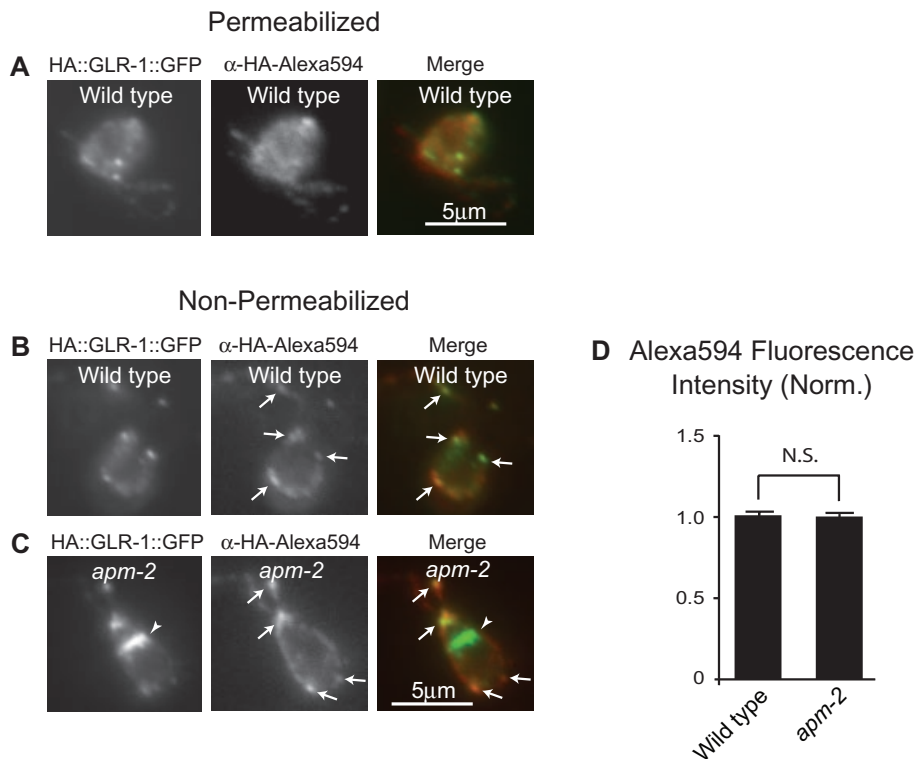 Permeabilized
A
HA::GLR-1::GFP
α-HA-Alexa594
Merge
Wild type
Wild type
Wild type
5μm
Non-Permeabilized
B
HA::GLR-1::GFP
α-HA-Alexa594
Merge
Wild type
Wild type
Wild type
C
HA::GLR-1::GFP
α-HA-Alexa594
Merge
apm-2
apm-2
apm-2
5μm
D
Alexa594 Fluorescence
Intensity (Norm.)
1.5
N.S.
1.0
0.5
0
Wild type
apm-2